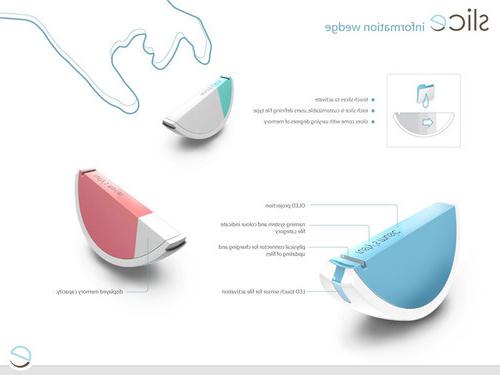 slice information wedge
touch slices to activate
each slice is customizable, users defining file type
slices come with varying degrees of memory
OLED projection
naming system and colour indicate
file category
physical connector for charging and
updating of files
LED touch sensor for file activation
displayed memory capacity.
e